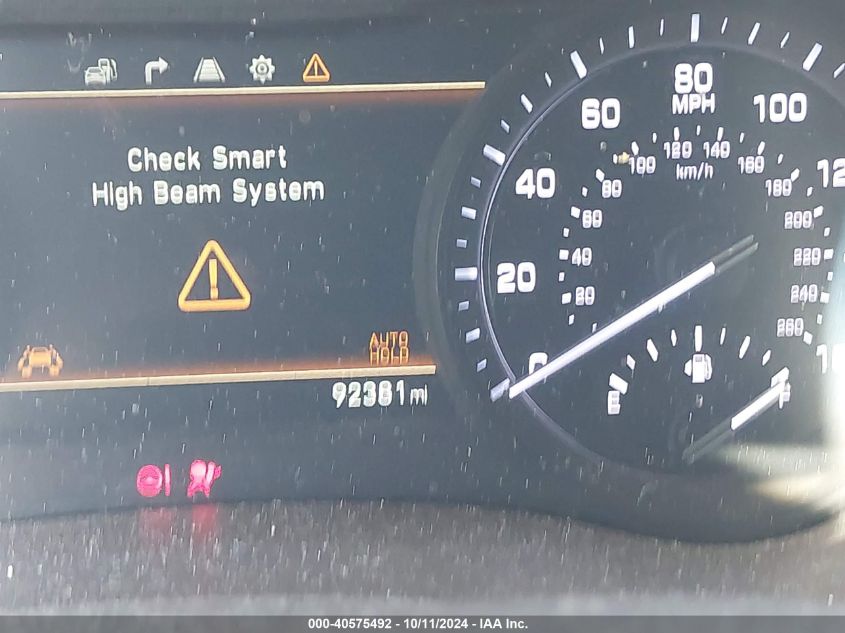 Check Smart
High Beam System
AUTO
HOLD
92381 mi
0
20
40
60
80
100
MPH
20
40
60
80
100
120
140
160
180
200
220
240
260
km/h
E
F
000-40575492 - 10/11/2024 - IAA Inc.